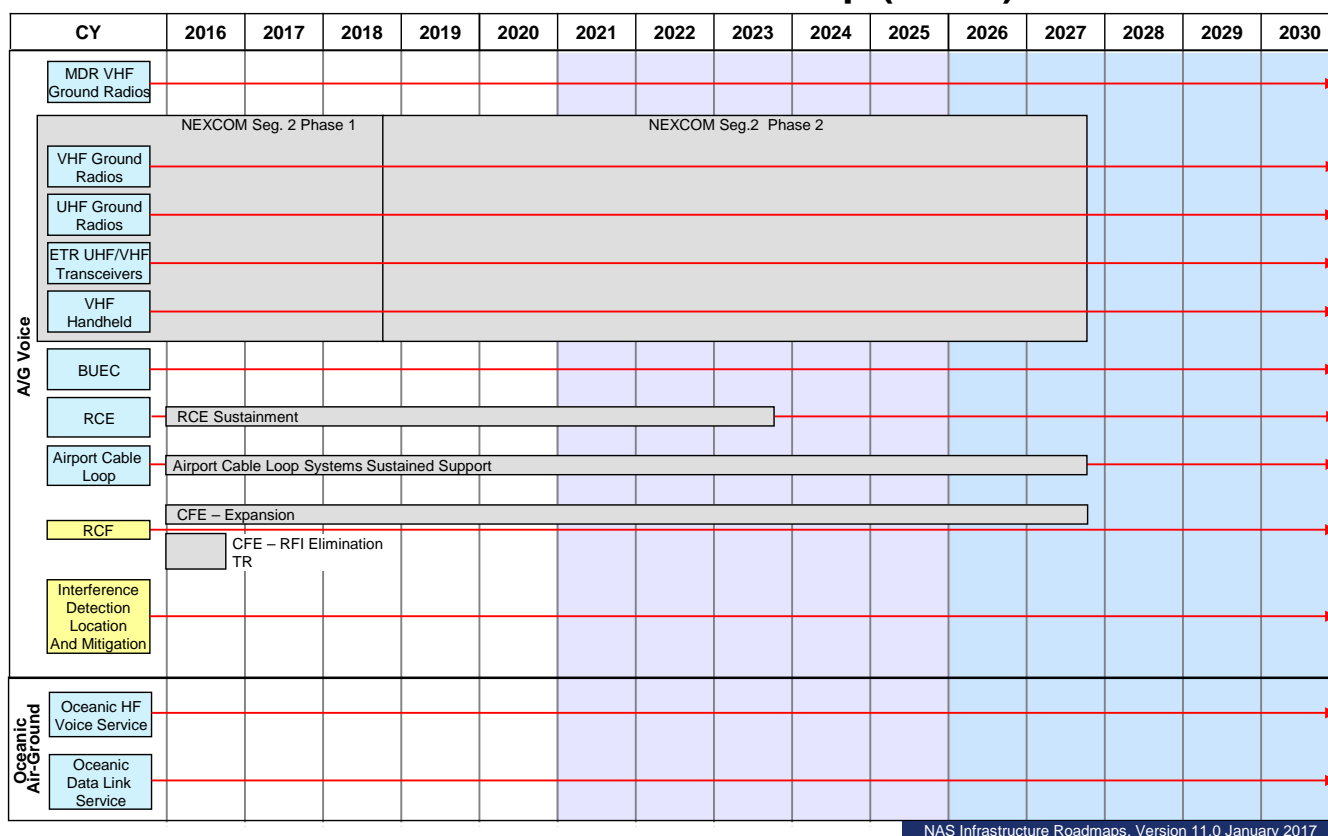 CY 2016 2017 2018 2019 2020 2021 2022 2023 2024 2025 2026 2027 2028 2029 2030
A/G Voice
MDR VHF
Ground Radios
NEXCOM Seg. 2 Phase 1
NEXCOM Seg.2 Phase 2
VHF Ground
Radios
UHF Ground
Radios
ETR UHF/VHF
Transceivers
VHF
Handheld
BUEC
RCE
RCE Sustainment
Airport Cable
Loop
Airport Cable Loop Systems Sustained Support
RCF
CFE – Expansion
CFE – RFI Elimination
TR
Interference
Detection
Location
And Mitigation
Oceanic
Air-Ground
Oceanic HF
Voice Service
Oceanic
Data Link
Service
NAS Infrastructure Roadmaps, Version 11.0 January 2017